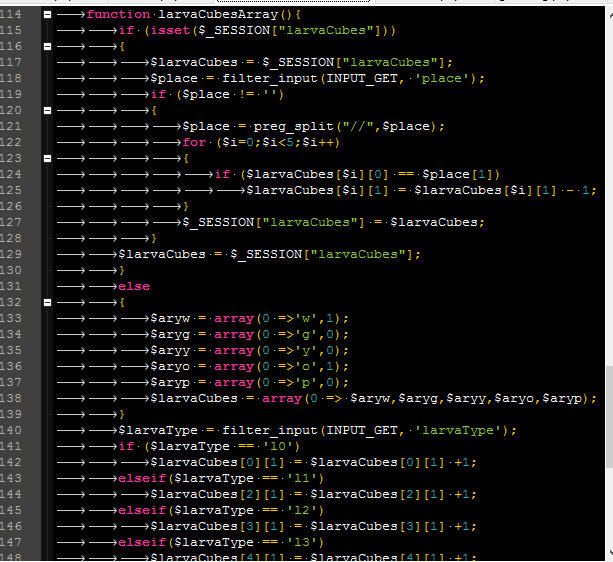 114 function larvaCubesArray(){
115 if (isset($_SESSION["larvaCubes"]))
116 {
117 $larvaCubes = $_SESSION["larvaCubes"];
118 $place = filter_input(INPUT_GET, 'place');
119 if ($place != '')
120 {
121 $place = preg_split("//",$place);
122 for ($i=0;$i<5;$i++)
123 {
124 if ($larvaCubes[$i][0] == $place[1])
125 $larvaCubes[$i][1] = $larvaCubes[$i][1] - 1;
126 }
127 $_SESSION["larvaCubes"] = $larvaCubes;
128 }
129 $larvaCubes = $_SESSION["larvaCubes"];
130 }
131 else
132 {
133 $aryw = array(0 =>'w',1);
134 $aryg = array(0 =>'g',0);
135 $aryy = array(0 =>'y',0);
136 $aryo = array(0 =>'o',1);
137 $aryp = array(0 =>'p',0);
138 $larvaCubes = array(0 => $aryw,$aryg,$aryy,$aryo,$aryp);
139 }
140 $larvaType = filter_input(INPUT_GET, 'larvaType');
141 if ($larvaType == 'l0')
142 $larvaCubes[0][1] = $larvaCubes[0][1] +1;
143 elseif($larvaType == 'l1')
144 $larvaCubes[2][1] = $larvaCubes[2][1] +1;
145 elseif($larvaType == 'l2')
146 $larvaCubes[3][1] = $larvaCubes[3][1] +1;
147 elseif($larvaType == 'l3')
148 $larvaCubes[4][1] = $larvaCubes[4][1] +1;